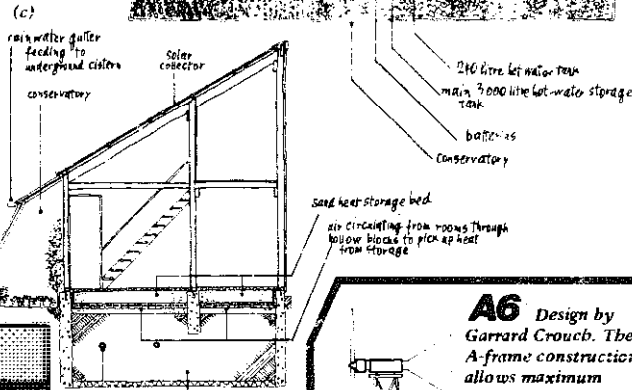 (c)
rain water gutter
feeding to
underground cistern
conservatory
Solar
collector
240 litre hot water tank
main 3000 litre hot-water storage
tank
batteries
Conservatory
sand heat storage bed
air circulating from rooms through
hollow blocks to pick up heat
from storage
A6 Design by
Garrard Crouch. The
A-frame construction
allows maximum